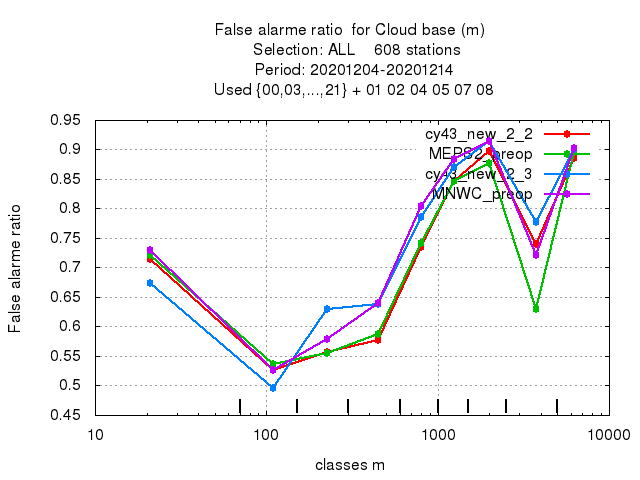 False alarme ratio  for Cloud base (m)
Selection: ALL    608 stations
Period: 20201204-20201214
Used {00,03,...,21} + 01 02 04 05 07 08
0.95
0.9
0.85
0.8
0.75
0.7
0.65
0.6
0.55
0.5
0.45
False alarme ratio
cy43_new_2_2
MEPS2_preop
cy43_new_2_3
MNWC_preop
10
100
1000
10000
classes m